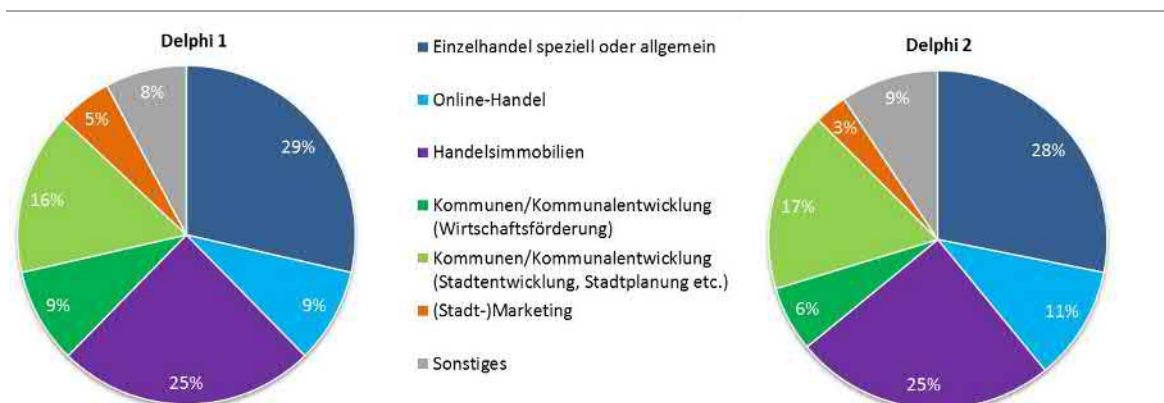 Delphi 1
8%
29%
5%
16%
9%
9%
25%
Einzelhandel speziell oder allgemein
Online-Handel
Handelsimmobilien
Kommunen/Kommunalentwicklung
(Wirtschaftsförderung)
Kommunen/Kommunalentwicklung
(Stadtentwicklung, Stadtplanung etc.)
(Stadt-)Marketing
Sonstiges
Delphi 2
9%
28%
3%
17%
6%
11%
25%